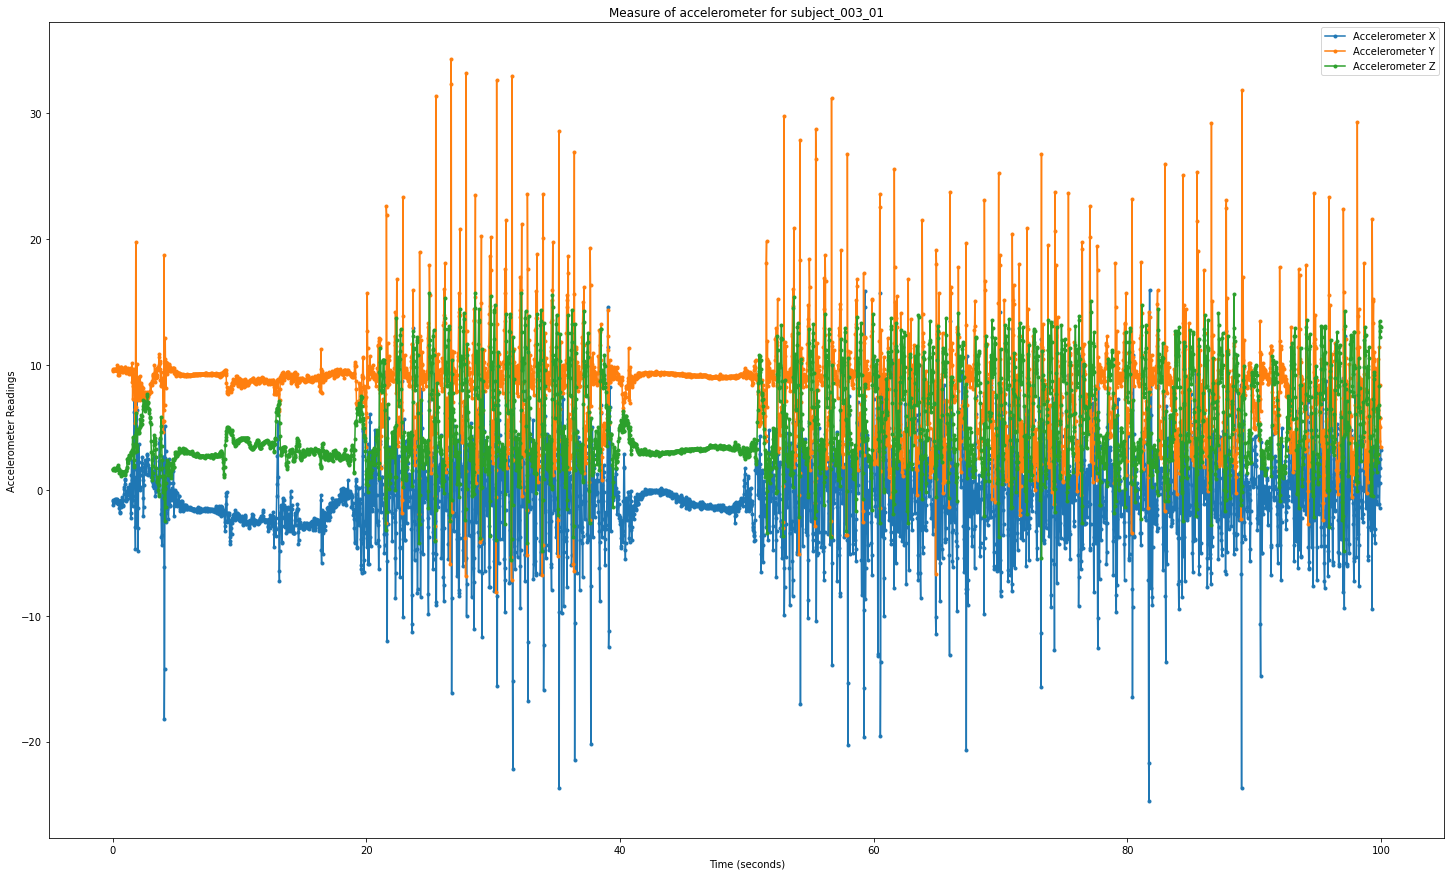 Measure of accelerometer for subject_003_01
Accelerometer X
Accelerometer Y
Accelerometer Z
Accelerometer Readings
30
20
10
0
−10
−20
0
20
40
60
80
100
Time (seconds)